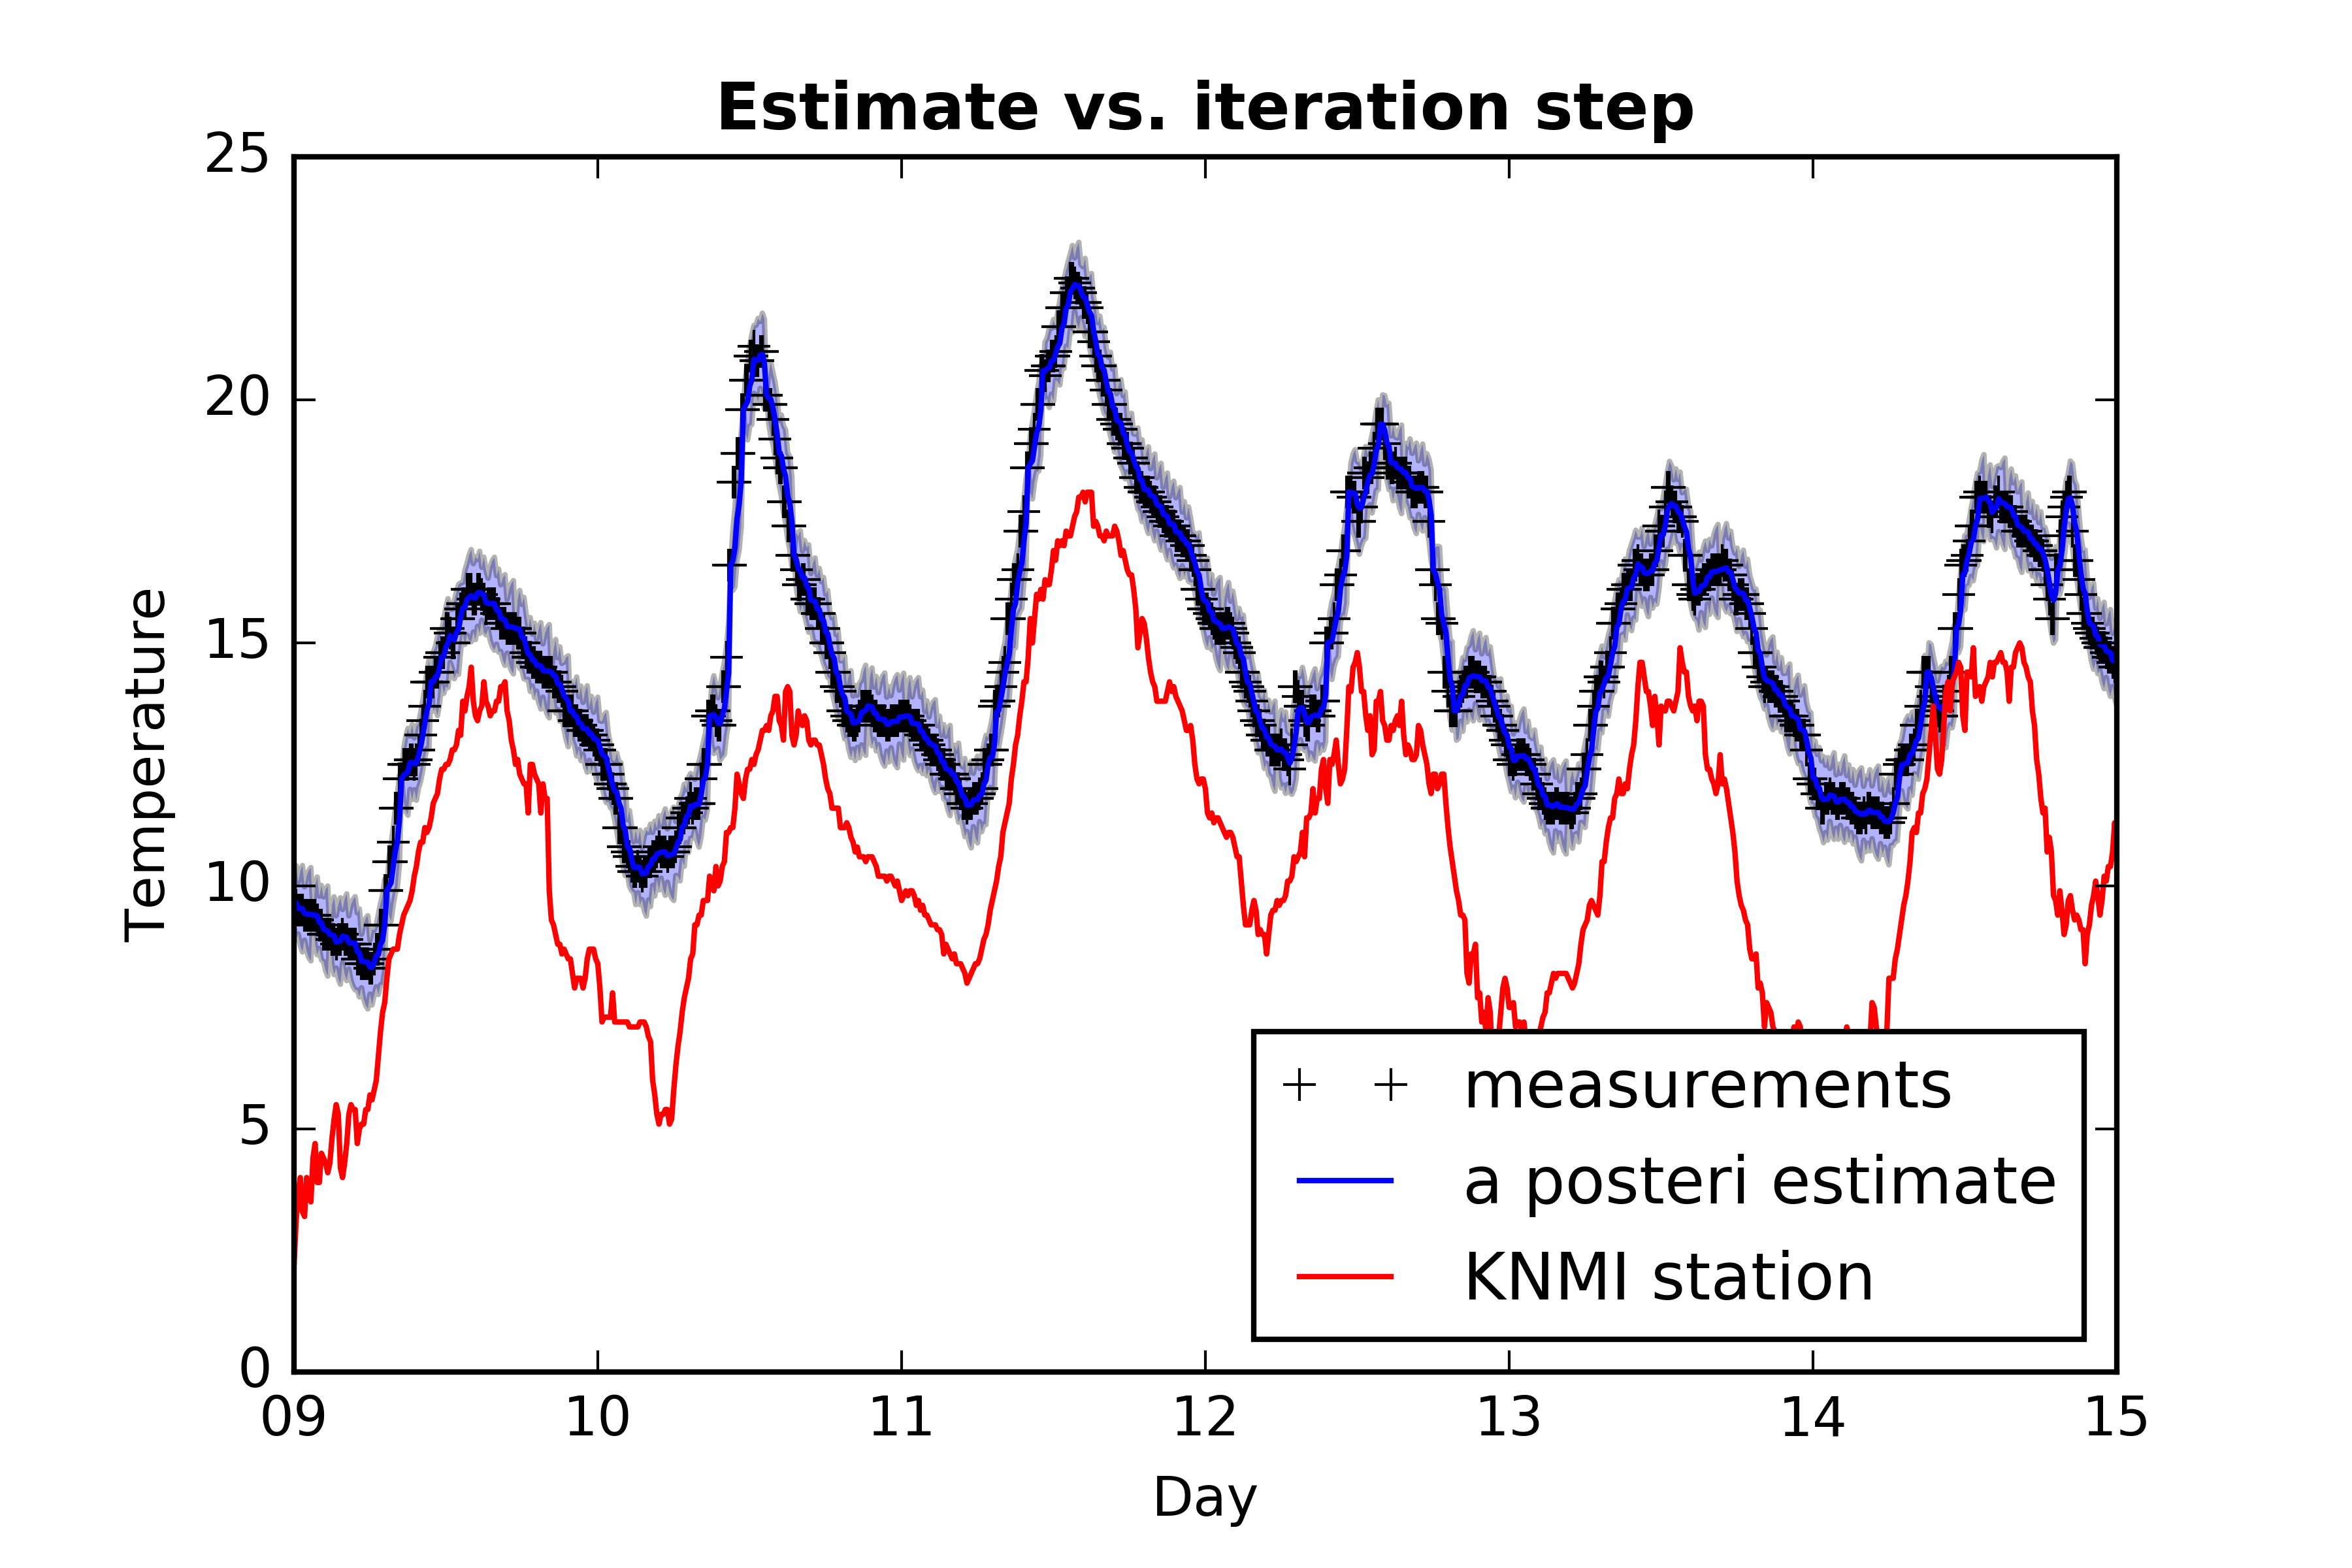 Estimate vs. iteration step
25
20
15
10
5
0
Temperature
09 10 11 12 13 14 15
Day
measurements
a posteri estimate
KNMI station